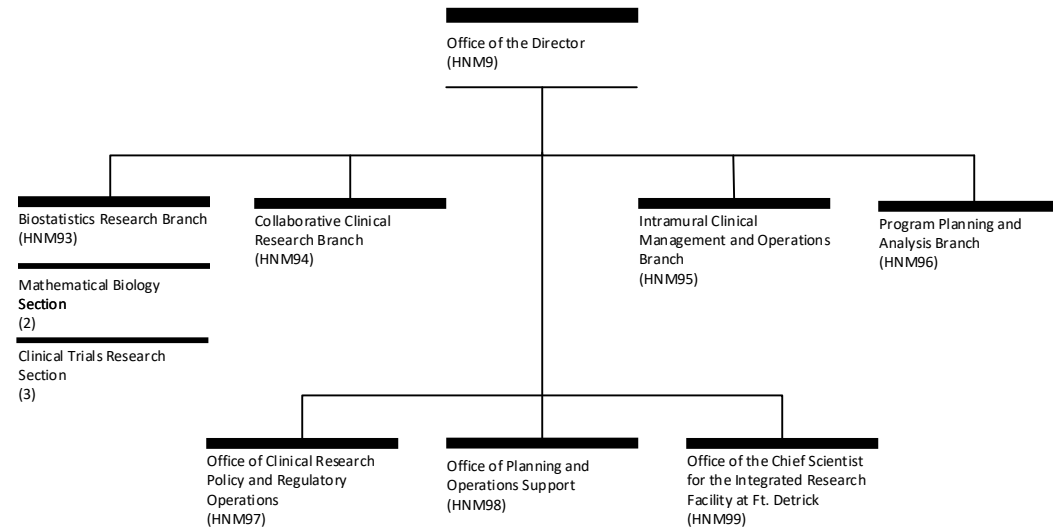 Office of the Director
(HNM9)
Biostatistics Research Branch
(HNM93)
Mathematical Biology
Section
(2)
Clinical Trials Research
Section
(3)
Collaborative Clinical
Research Branch
(HNM94)
Intramural Clinical
Management and Operations
Branch
(HNM95)
Program Planning and
Analysis Branch
(HNM96)
Office of Clinical Research
Policy and Regulatory
Operations
(HNM97)
Office of Planning and
Operations Support
(HNM98)
Office of the Chief Scientist
for the Integrated Research
Facility at Ft. Detrick
(HNM99)